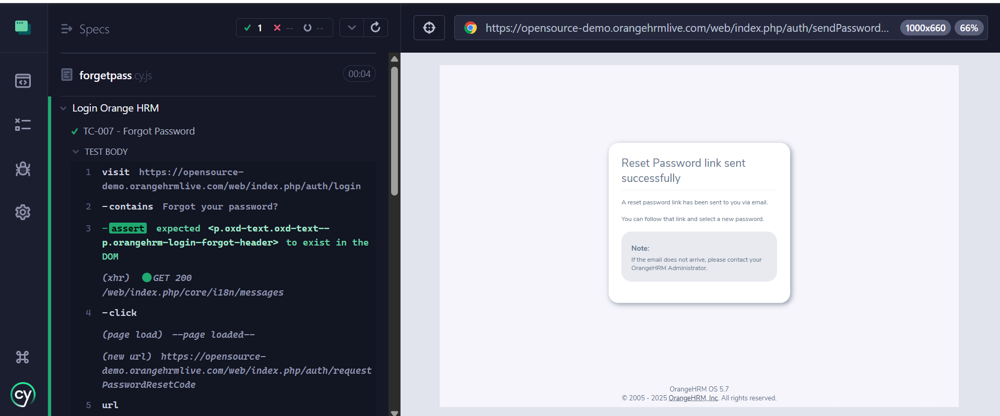 Specs
1 -- --
https://opensource-demo.orangehrmlive.com/web/index.php/auth/sendPassword...
1000x660
66%
forgetpass.cy.js
00:04
Login Orange HRM
TC-007 - Forgot Password
TEST BODY
1 visit https://opensource-
demo.orangehrmlive.com/web/index.php/auth/login
2 -contains Forgot your password?
3 -assert expected <p.oxd-text.oxd-text--
p.orangehrm-login-forgot-header> to exist in the
DOM
(xhr) GET 200
/web/index.php/core/i18n/messages
4 -click
(page load) --page loaded--
(new url) https://opensource-
demo.orangehrmlive.com/web/index.php/auth/request
PasswordResetCode
5 url
cy
Reset Password link sent
successfully
A reset password link has been sent to you via email.
You can follow that link and select a new password.
Note:
If the email does not arrive, please contact your
OrangeHRM Administrator.
OrangeHRM OS 5.7
© 2005 - 2025 OrangeHRM, Inc. All rights reserved.